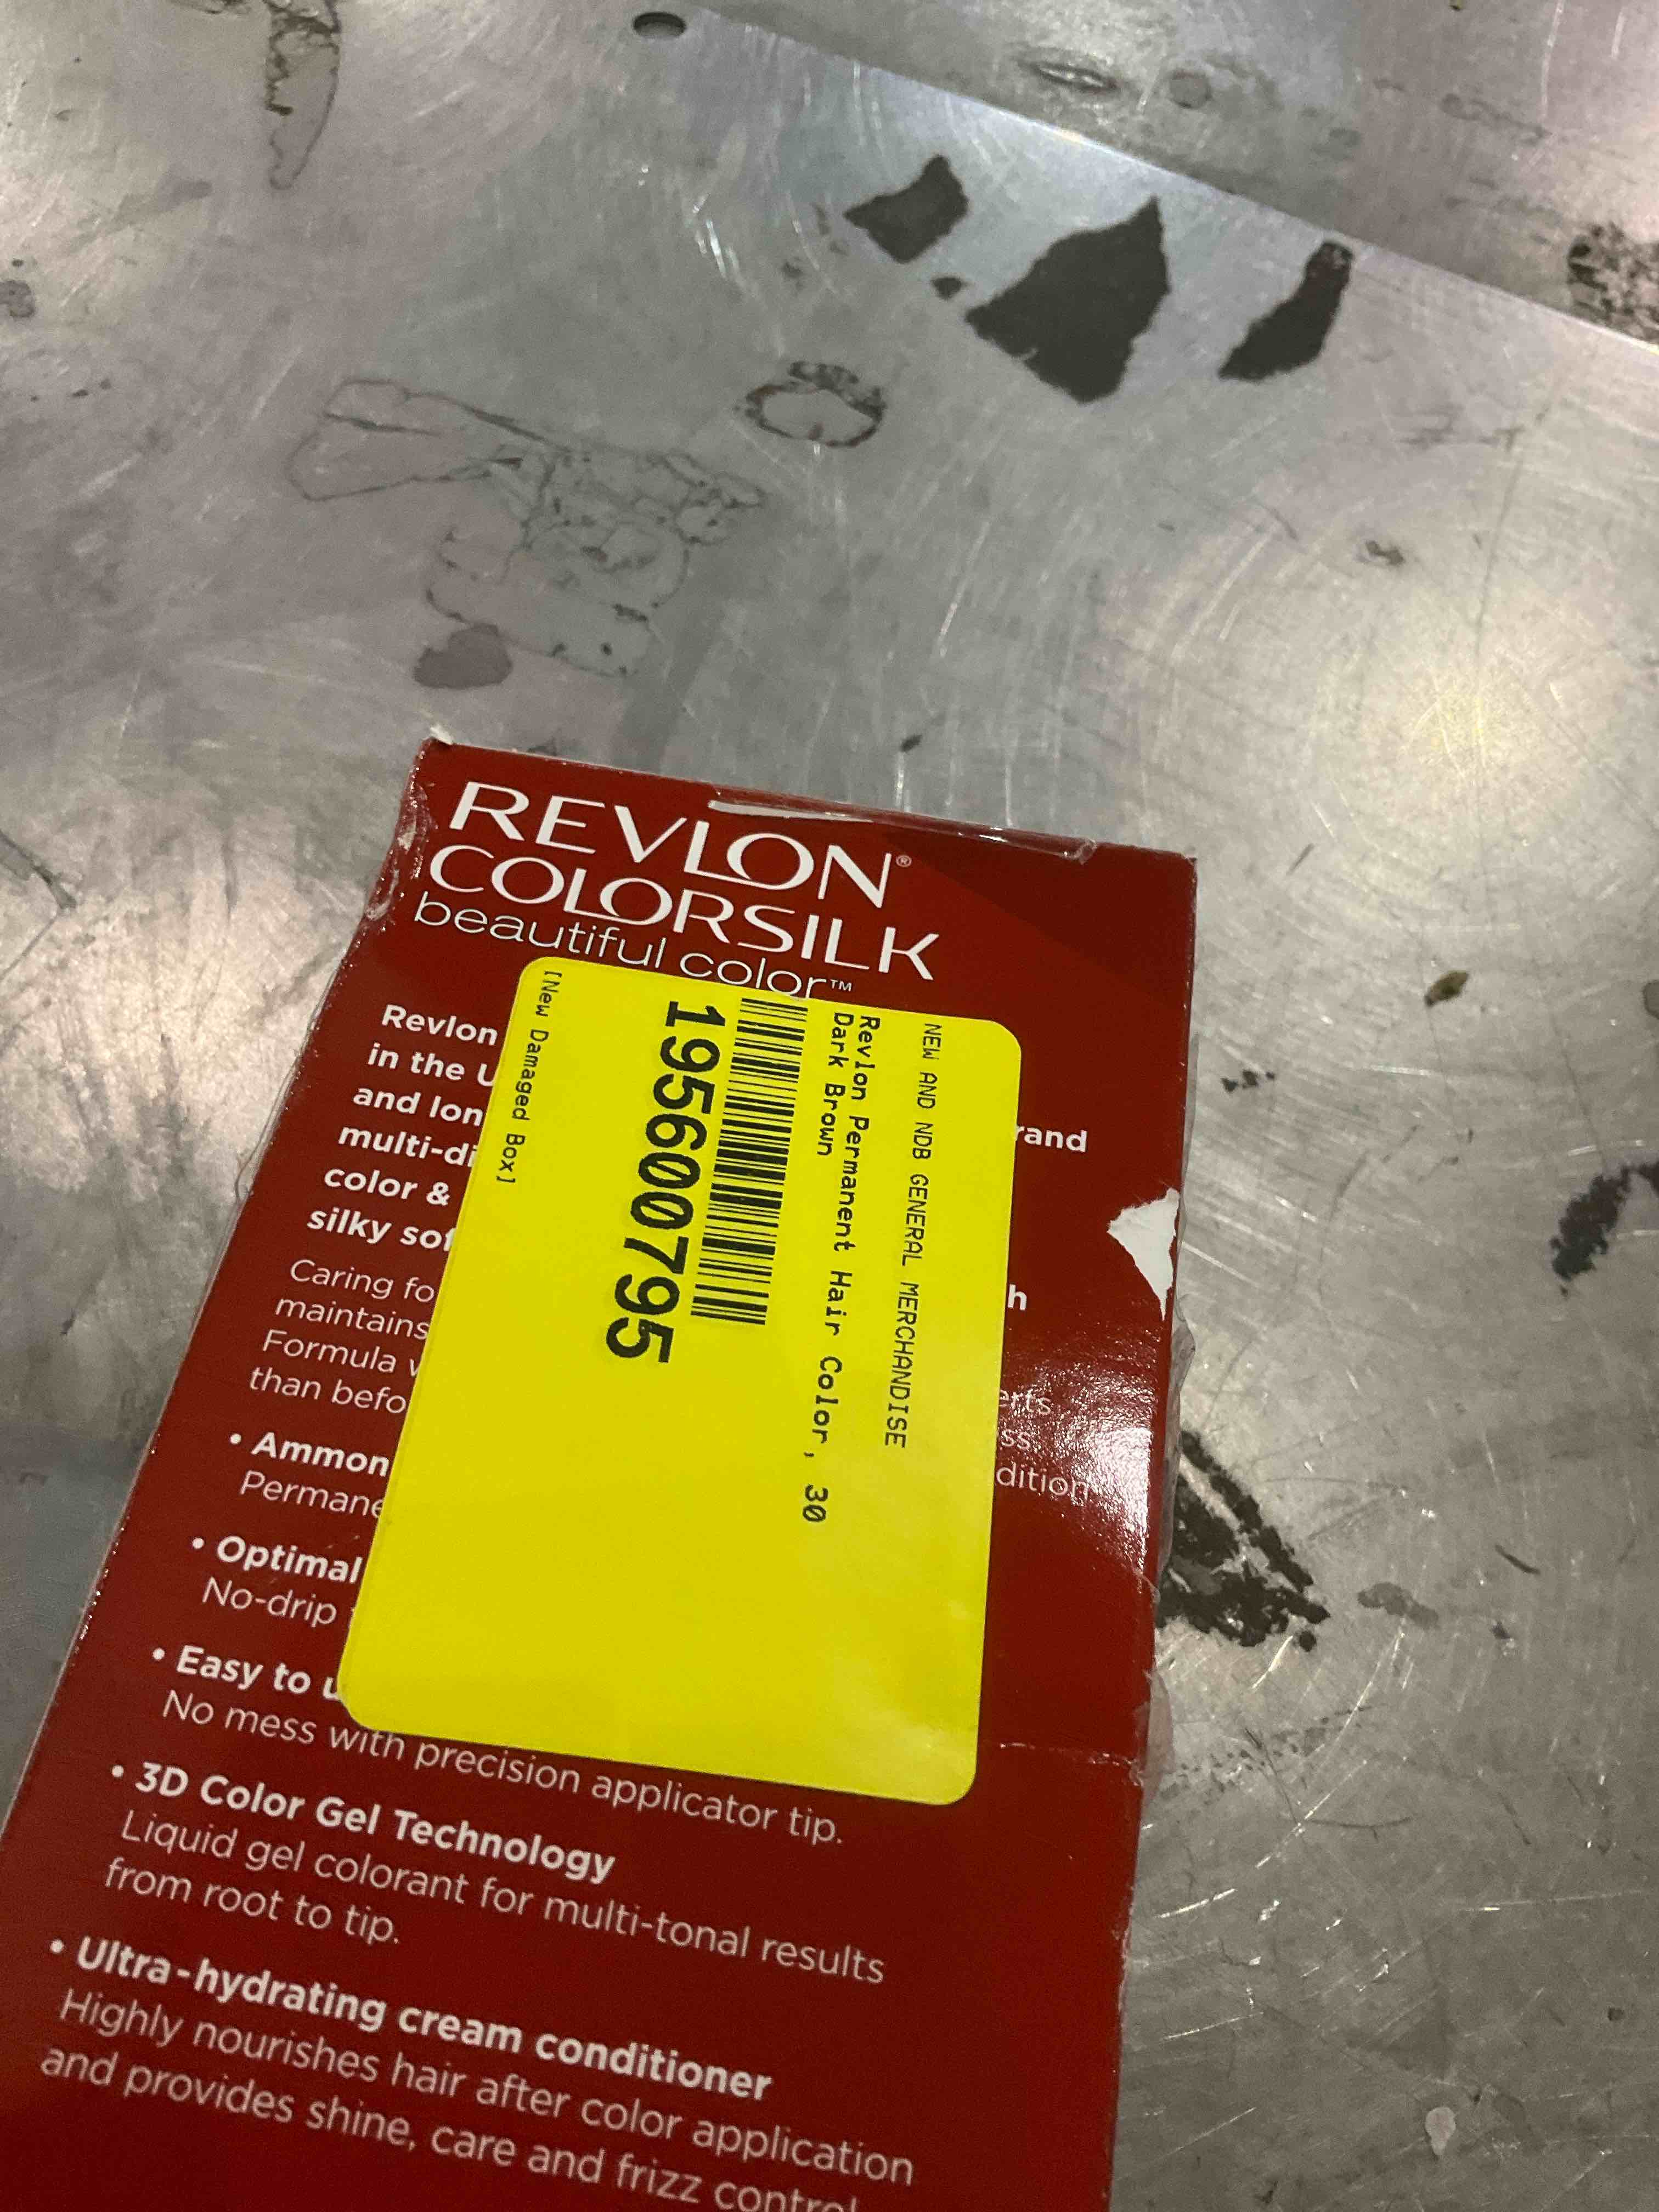 REVLON®
COLORSILK
beautiful color™
Revlon
in the U
and lon
multi-di
color &
silky sof
rand
h
Caring fo
maintains
Formula
than befo
erts
ss.
dition
• Ammon
Permane
• Optimal
No-drip
• Easy to u
No mess with precision applicator tip.
• 3D Color Gel Technology
Liquid gel colorant for multi-tonal results
from root to tip.
• Ultra-hydrating cream conditioner
Highly nourishes hair after color application
and provides shine, care and frizz control
NEW AND NDB GENERAL MERCHANDISE
Revlon Permanent Hair Color, 30
Dark Brown
195600795
[New Damaged Box]